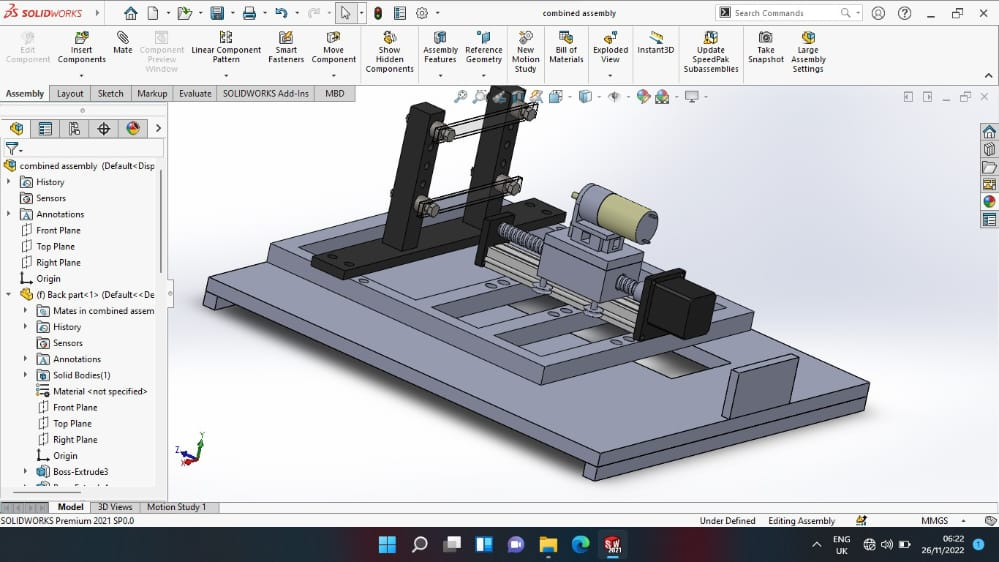 SOLIDWORKS
combined assembly
Search Commands
Edit Component
Insert Components
Mate
Component Preview Window
Linear Component Pattern
Smart Fasteners
Move Component
Show Hidden Components
Assembly Features
Reference Geometry
New Motion Study
Bill of Materials
Exploded View
Instant3D
Update SpeedPak Subassemblies
Take Snapshot
Large Assembly Settings
Assembly Layout Sketch Markup Evaluate SOLIDWORKS Add-Ins MBD
combined assembly (Default<Disp
History
Sensors
Annotations
Front Plane
Top Plane
Right Plane
Origin
(f) Back part<1> (Default<<De
Mates in combined assem
History
Sensors
Annotations
Solid Bodies(1)
Material <not specified>
Front Plane
Top Plane
Right Plane
Origin
Boss-Extrude3
Y
Z
X
Model 3D Views Motion Study 1
SOLIDWORKS Premium 2021 SP0.0
Under Defined Editing Assembly MMGS
ENG
UK
06:22
26/11/2022
1
SW
2021